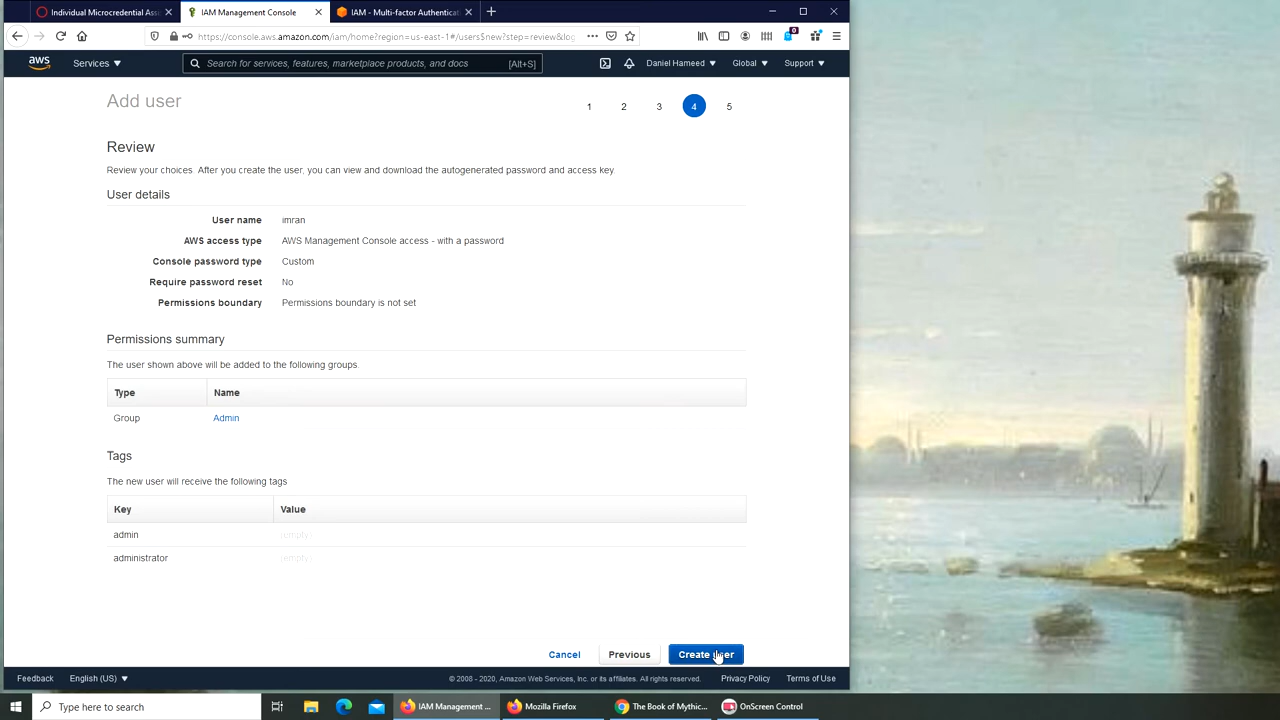 Individual Microcredential Ass
IAM Management Console
IAM - Multi-factor Authenticat
https://console.aws.amazon.com/iam/home?region=us-east-1#/users$new?step=review&log
aws
Services
Search for services, features, marketplace products, and docs
[Alt+S]
Daniel Hameed
Global
Support
Add user
1
2
3
4
5
Review
Review your choices. After you create the user, you can view and download the autogenerated password and access key.
User details
User name imran
AWS access type AWS Management Console access - with a password
Console password type Custom
Require password reset No
Permissions boundary Permissions boundary is not set
Permissions summary
The user shown above will be added to the following groups.
Type Name
Group Admin
Tags
The new user will receive the following tags
Key Value
admin (empty)
administrator (empty)
Cancel
Previous
Create user
Feedback
English (US)
© 2008 - 2020, Amazon Web Services, Inc. or its affiliates. All rights reserved.
Privacy Policy
Terms of Use
Type here to search
IAM Management ...
Mozilla Firefox
The Book of Mythic...
OnScreen Control